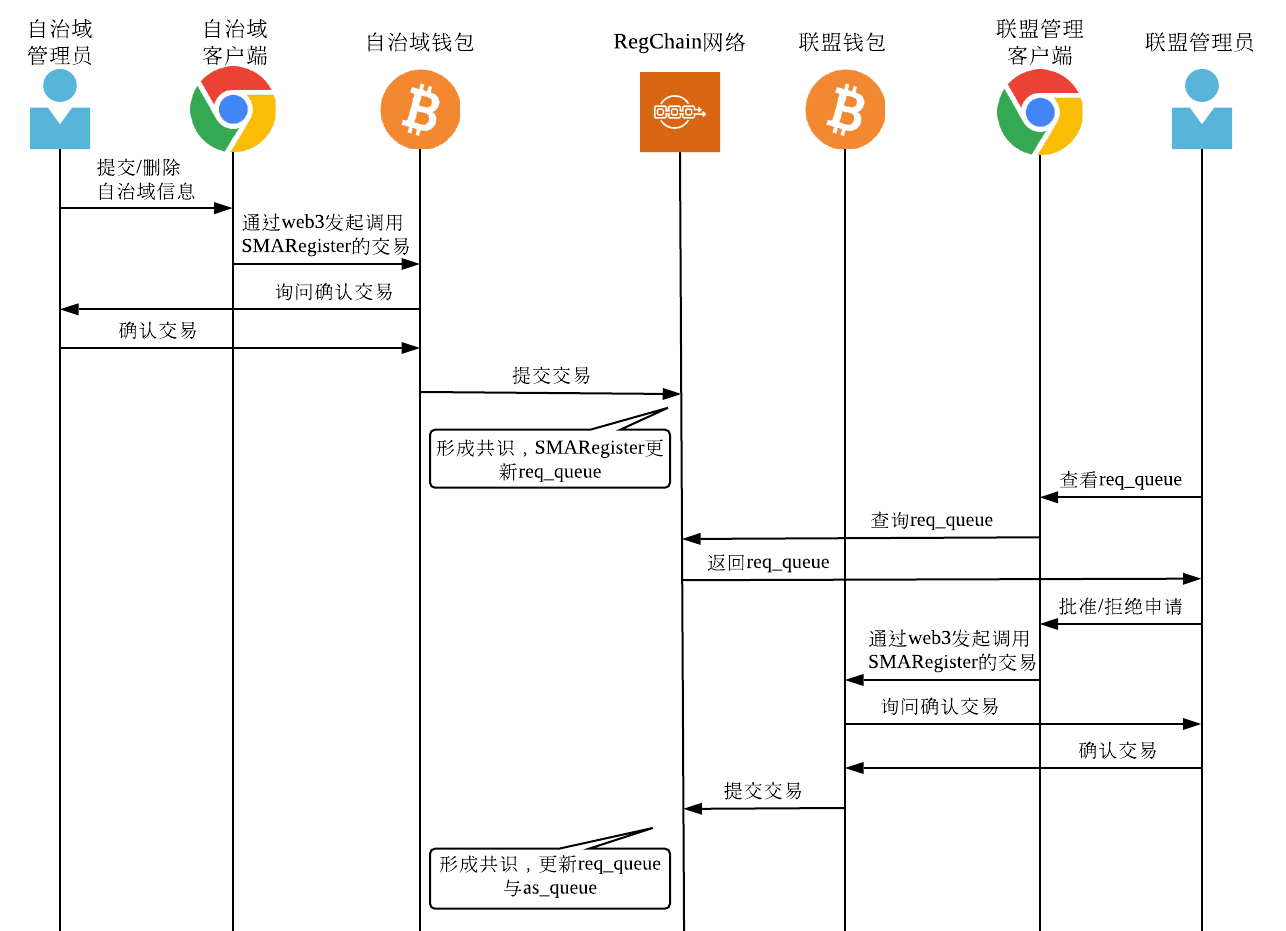 自治域
管理员
自治域
客户端
自治域钱包
RegChain网络
联盟钱包
联盟管理
客户端
联盟管理员
提交/删除
自治域信息
通过web3发起调用
SMARegister的交易
询问确认交易
确认交易
提交交易
形成共识，SMARegister更
新req_queue
查看req_queue
查询req_queue
返回req_queue
批准/拒绝申请
通过web3发起调用
SMARegister的交易
询问确认交易
确认交易
提交交易
形成共识，更新req_queue
与as_queue